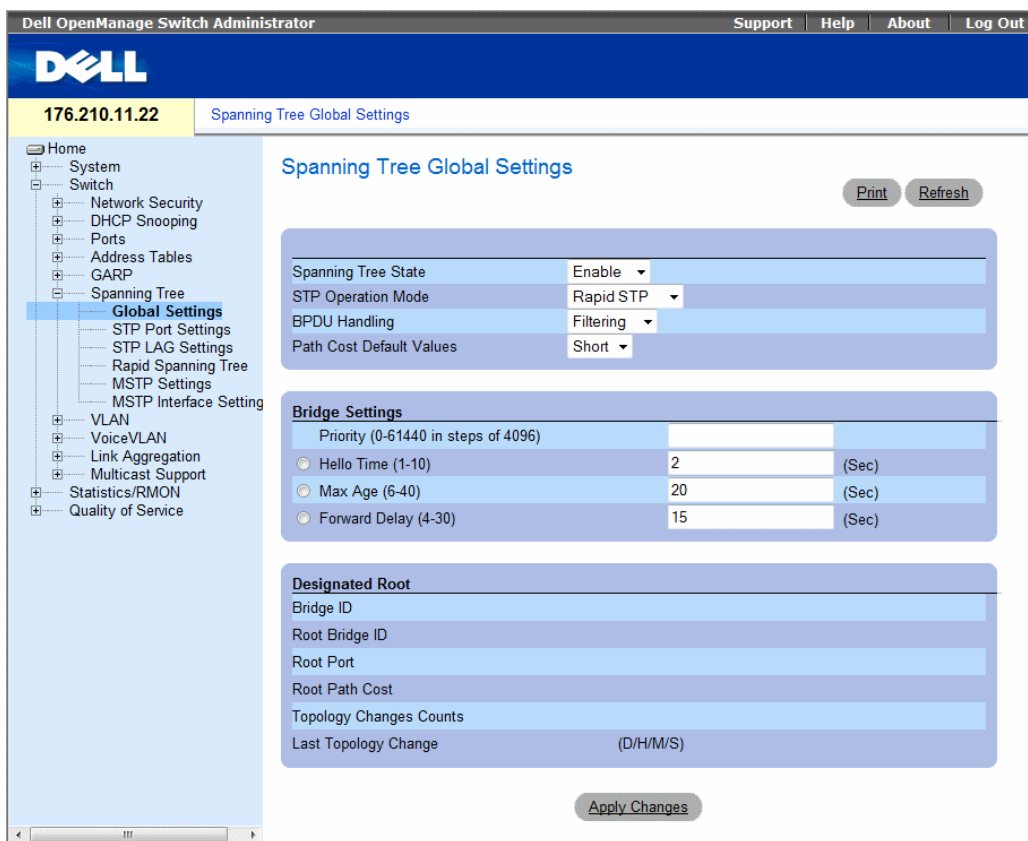 Dell OpenManage Switch Administrator Support Help About Log Out
DELL
176.210.11.22 Spanning Tree Global Settings
Home
System
Switch
Network Security
DHCP Snooping
Ports
Address Tables
GARP
Spanning Tree
Global Settings
STP Port Settings
STP LAG Settings
Rapid Spanning Tree
MSTP Settings
MSTP Interface Setting
VLAN
VoiceVLAN
Link Aggregation
Multicast Support
Statistics/RMON
Quality of Service
Spanning Tree Global Settings
Print Refresh
Spanning Tree State Enable
STP Operation Mode Rapid STP
BPDU Handling Filtering
Path Cost Default Values Short
Bridge Settings
Priority (0-61440 in steps of 4096)
Hello Time (1-10) 2 (Sec)
Max Age (6-40) 20 (Sec)
Forward Delay (4-30) 15 (Sec)
Designated Root
Bridge ID
Root Bridge ID
Root Port
Root Path Cost
Topology Changes Counts
Last Topology Change (D/H/M/S)
Apply Changes